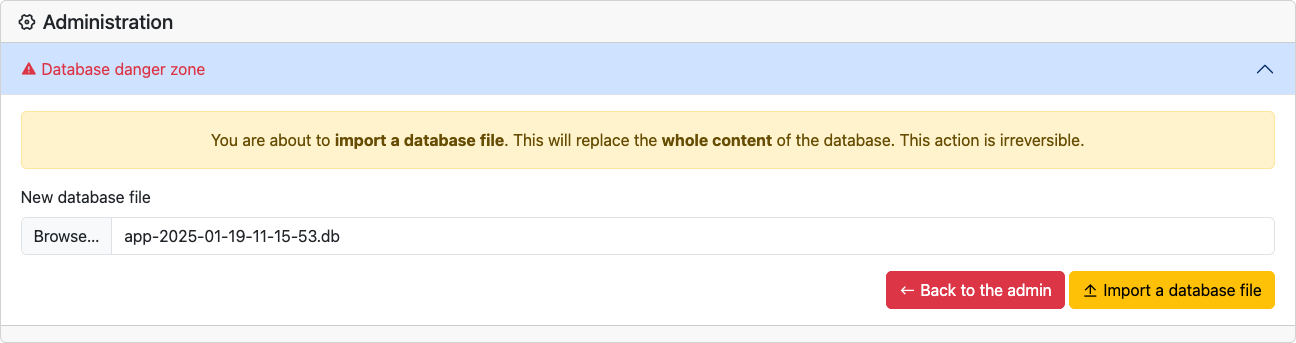 Administration
Database danger zone
You are about to import a database file. This will replace the whole content of the database. This action is irreversible.
New database file
Browse... app-2025-01-19-11-15-53.db
← Back to the admin Import a database file